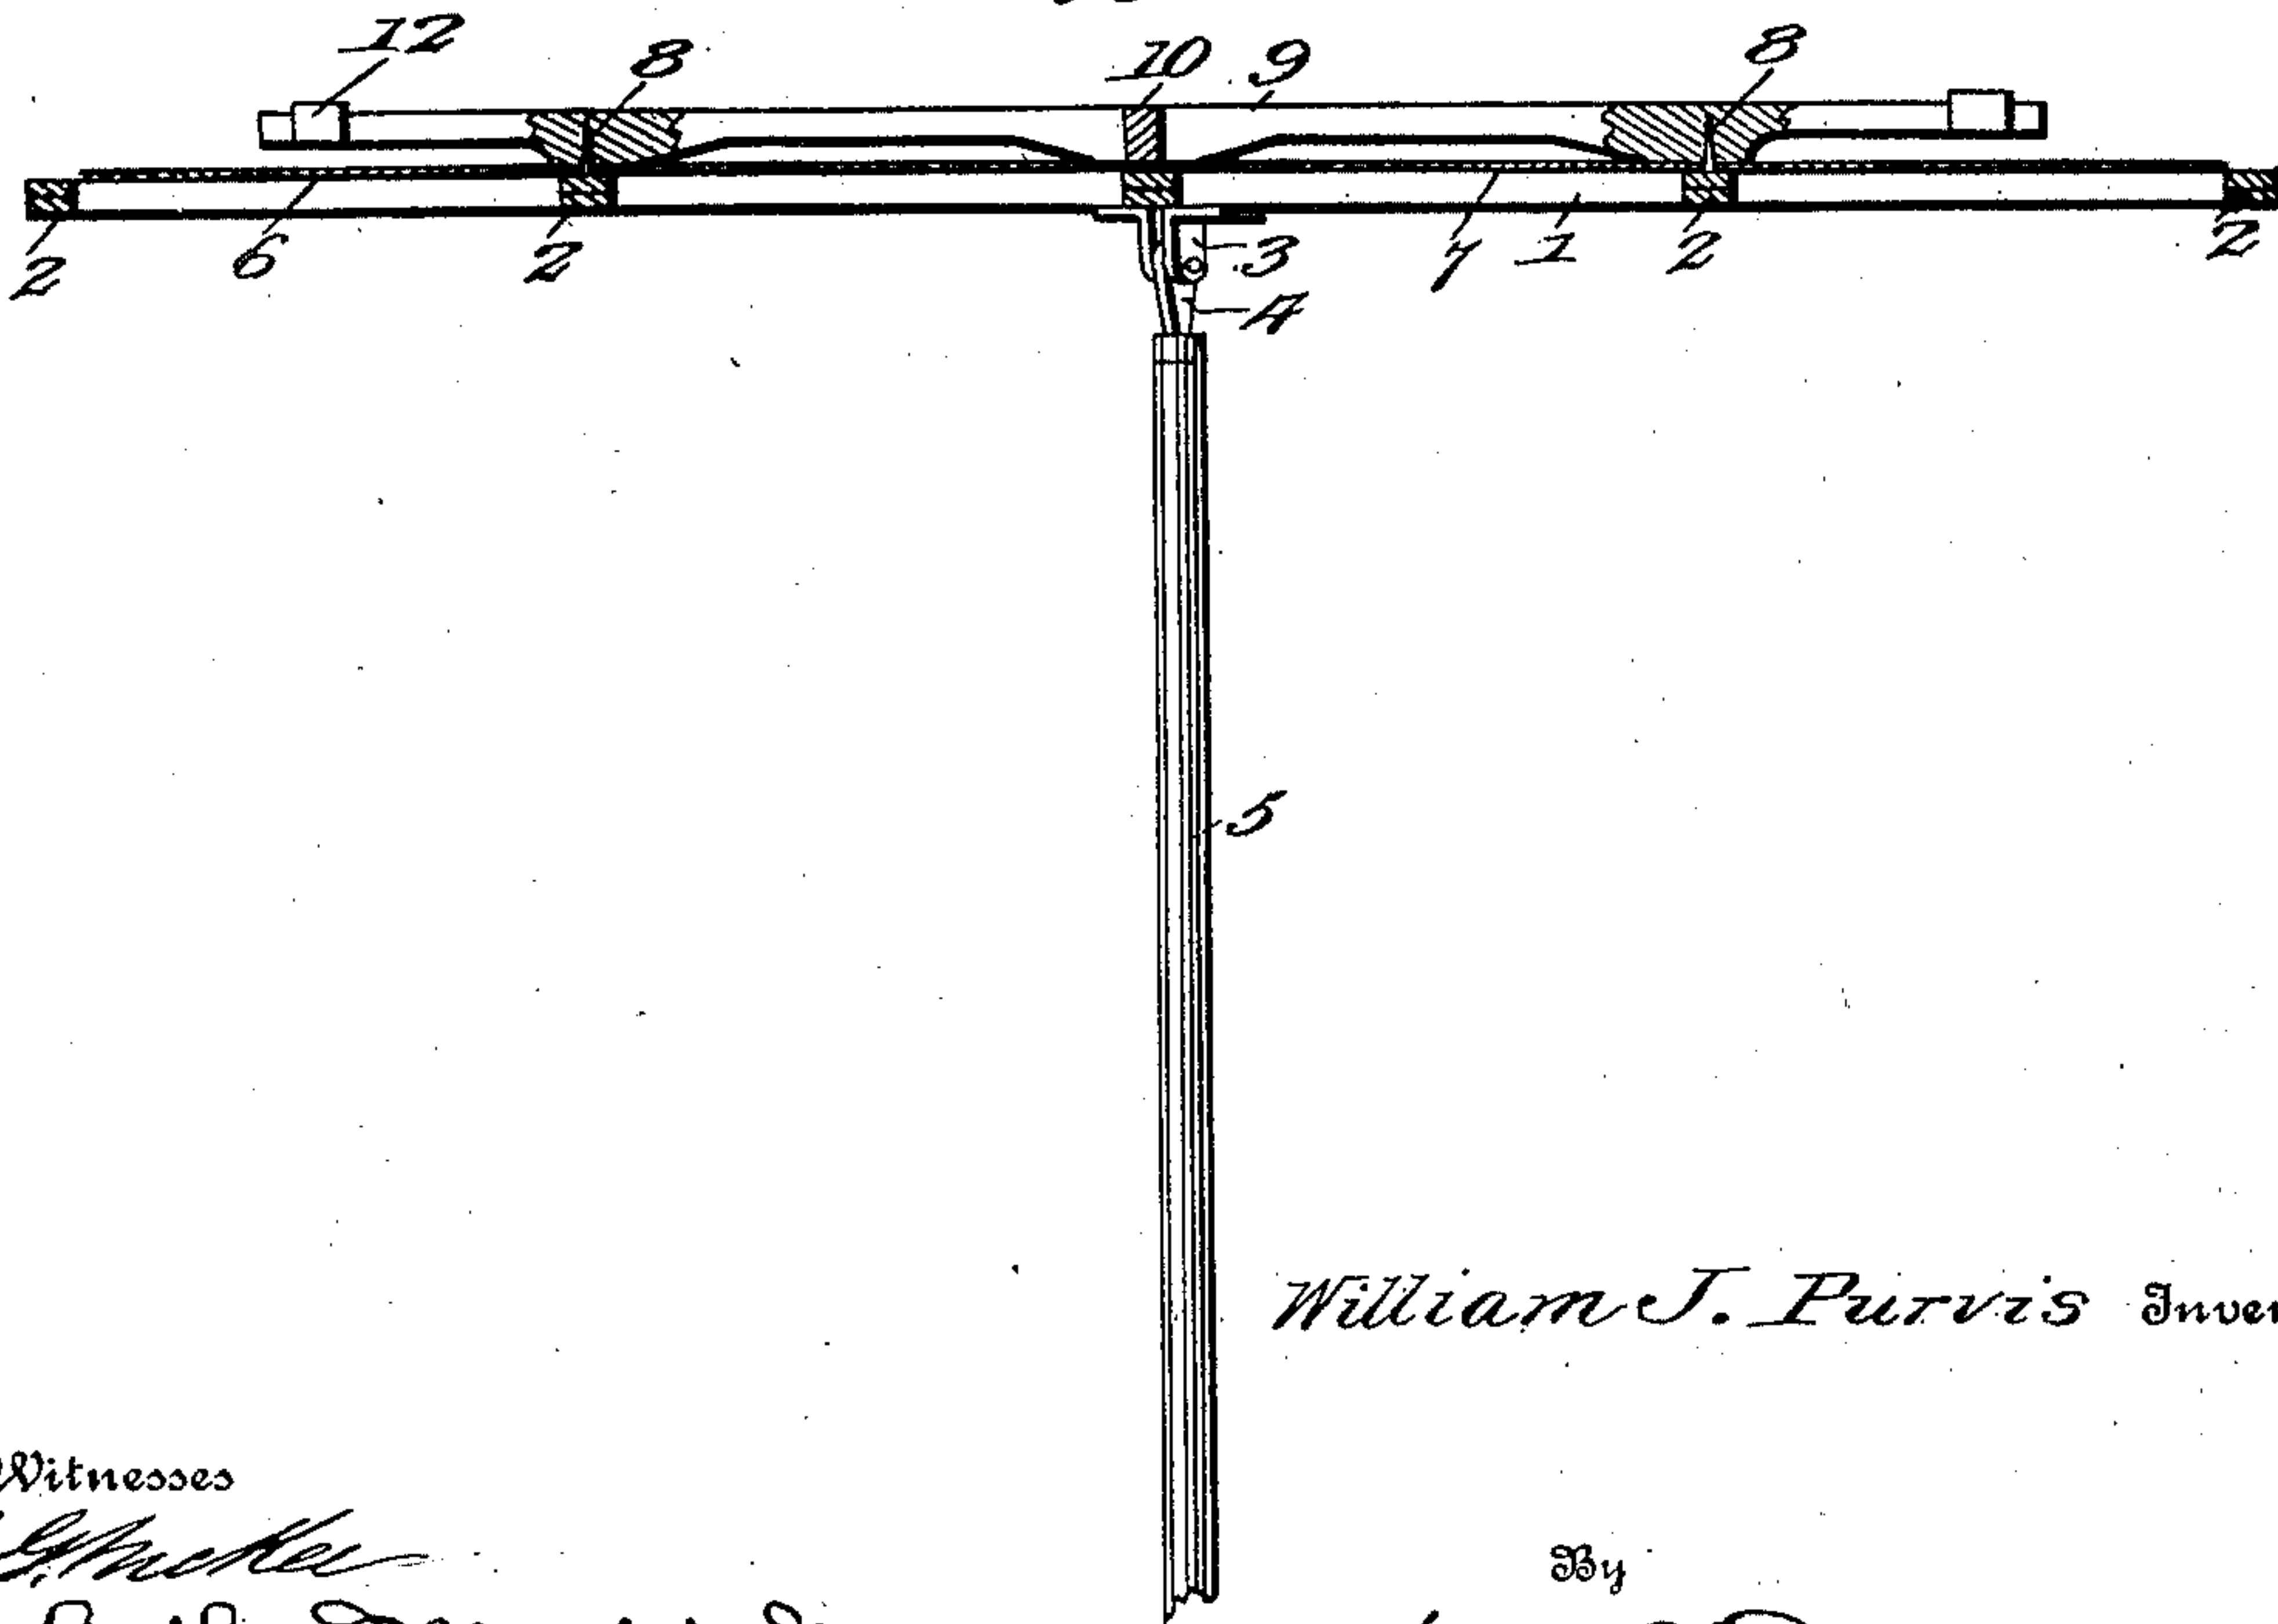 12 8 10 9 8
2 6 2 3 7 1 2 2
4
5
William J. Purvis Inven
Witnesses
By